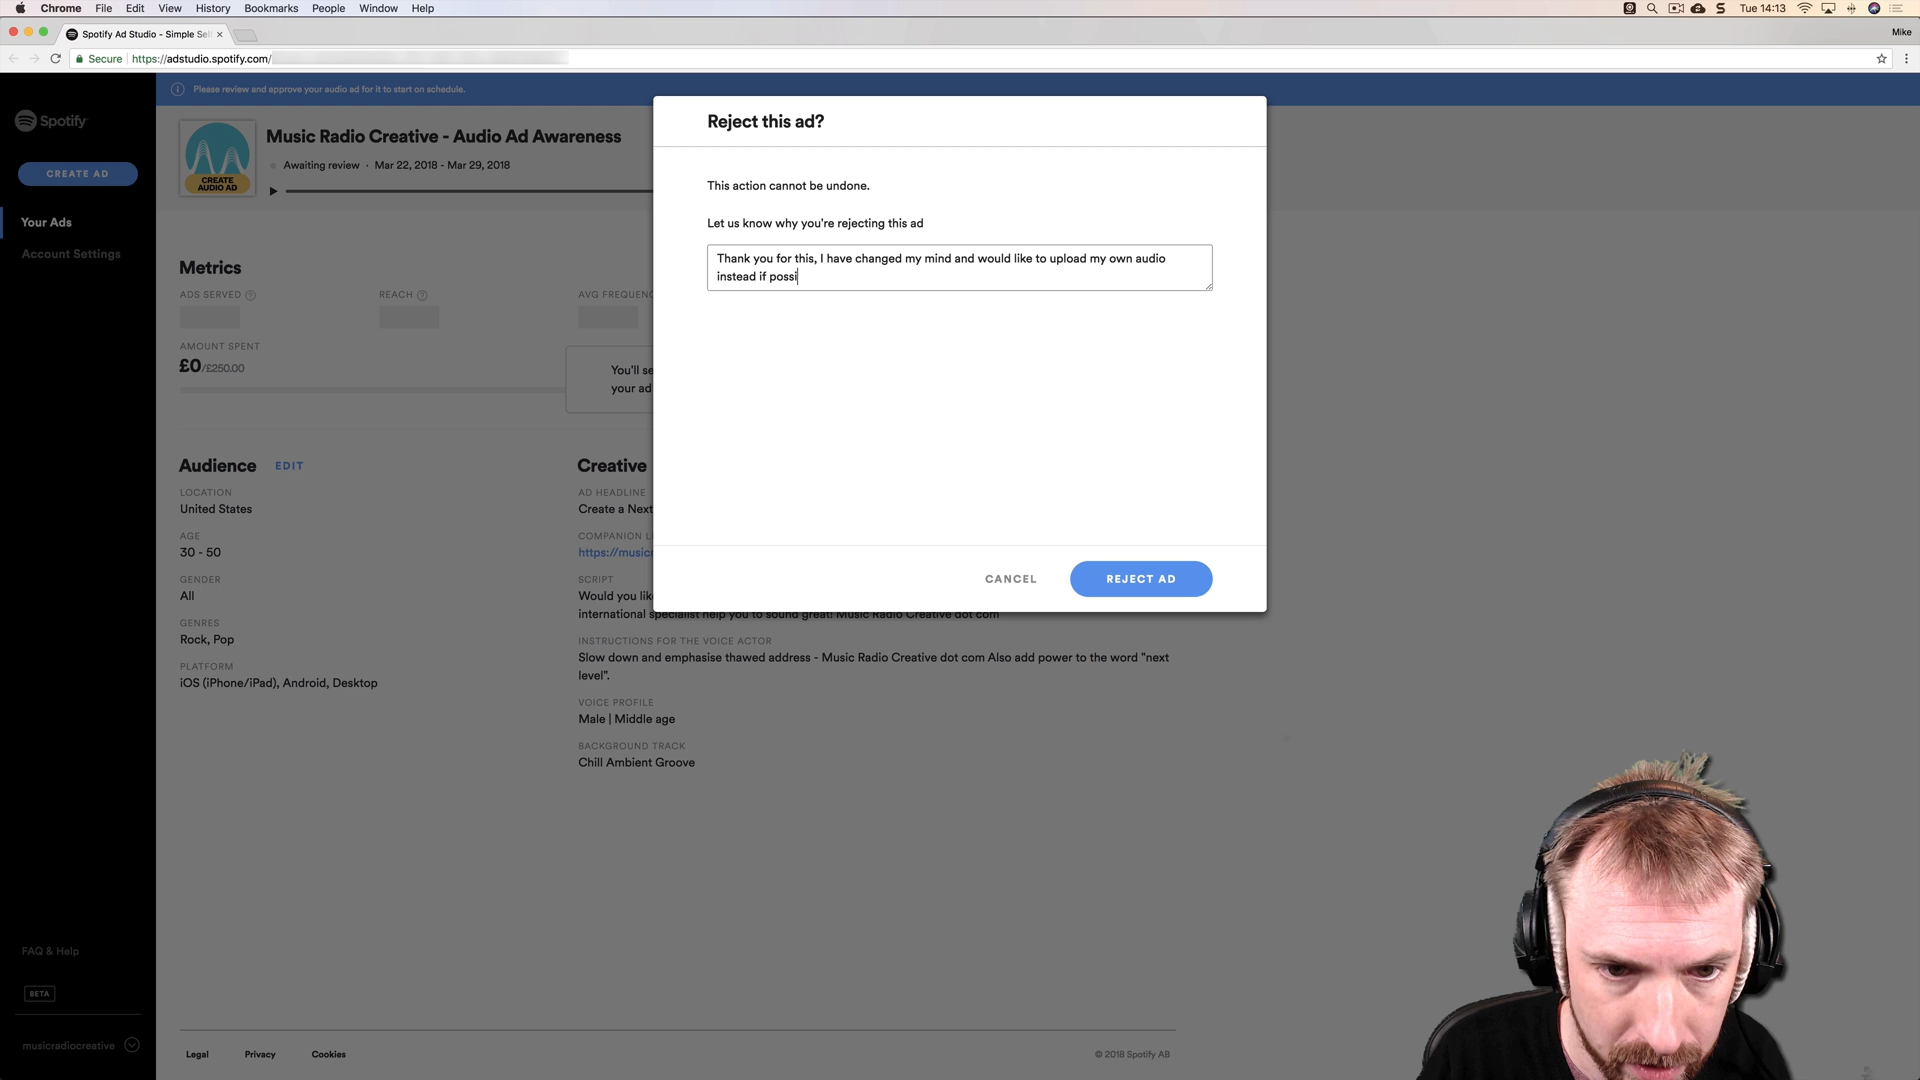 Chrome File Edit View History Bookmarks People Window Help
Tue 14:13
Spotify Ad Studio - Simple Sel
Mike
Secure https://adstudio.spotify.com/
Please review and approve your audio ad for it to start on schedule.
Spotify
CREATE AD
Your Ads
Account Settings
CREATE
AUDIO AD
Music Radio Creative - Audio Ad Awareness
Awaiting review · Mar 22, 2018 - Mar 29, 2018
Metrics
ADS SERVED
REACH
AVG FREQUENC
AMOUNT SPENT
£0/£250.00
You'll se
your ad
Reject this ad?
This action cannot be undone.
Let us know why you're rejecting this ad
Thank you for this, I have changed my mind and would like to upload my own audio
instead if possi
CANCEL
REJECT AD
Audience EDIT
LOCATION
United States
AGE
30 - 50
GENDER
All
GENRES
Rock, Pop
PLATFORM
iOS (iPhone/iPad), Android, Desktop
Creative
AD HEADLINE
Create a Next
COMPANION L
https://music
SCRIPT
Would you lik
international specialist help you to sound great! Music Radio Creative dot com
INSTRUCTIONS FOR THE VOICE ACTOR
Slow down and emphasise thawed address - Music Radio Creative dot com Also add power to the word "next
level".
VOICE PROFILE
Male | Middle age
BACKGROUND TRACK
Chill Ambient Groove
FAQ & Help
BETA
musicradiocreative
Legal Privacy Cookies
© 2018 Spotify AB